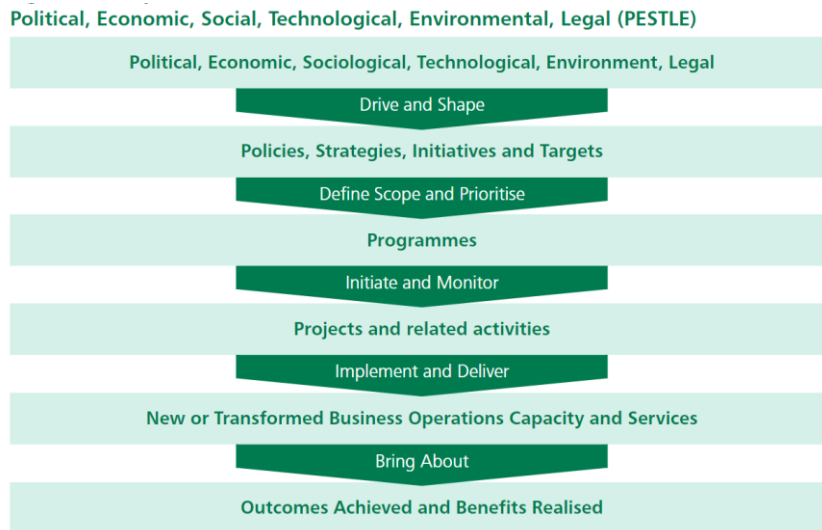 Political, Economic, Social, Technological, Environmental, Legal (PESTLE)
Political, Economic, Sociological, Technological, Environment, Legal
Drive and Shape
Policies, Strategies, Initiatives and Targets
Define Scope and Prioritise
Programmes
Initiate and Monitor
Projects and related activities
Implement and Deliver
New or Transformed Business Operations Capacity and Services
Bring About
Outcomes Achieved and Benefits Realised